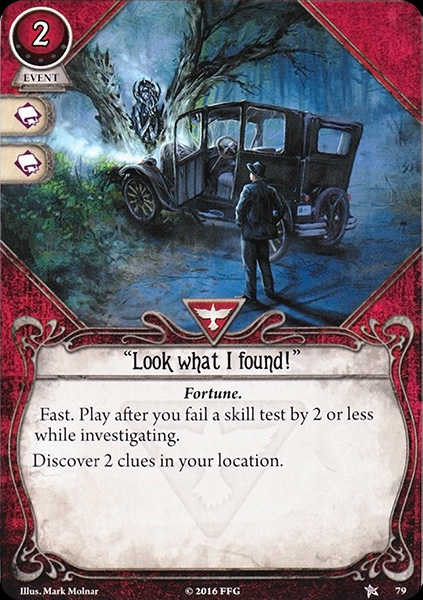 2
EVENT
“Look what I found!”
Fortune.
Fast. Play after you fail a skill test by 2 or less
while investigating.
Discover 2 clues in your location.
Illus. Mark Molnar
© 2016 FFG
79